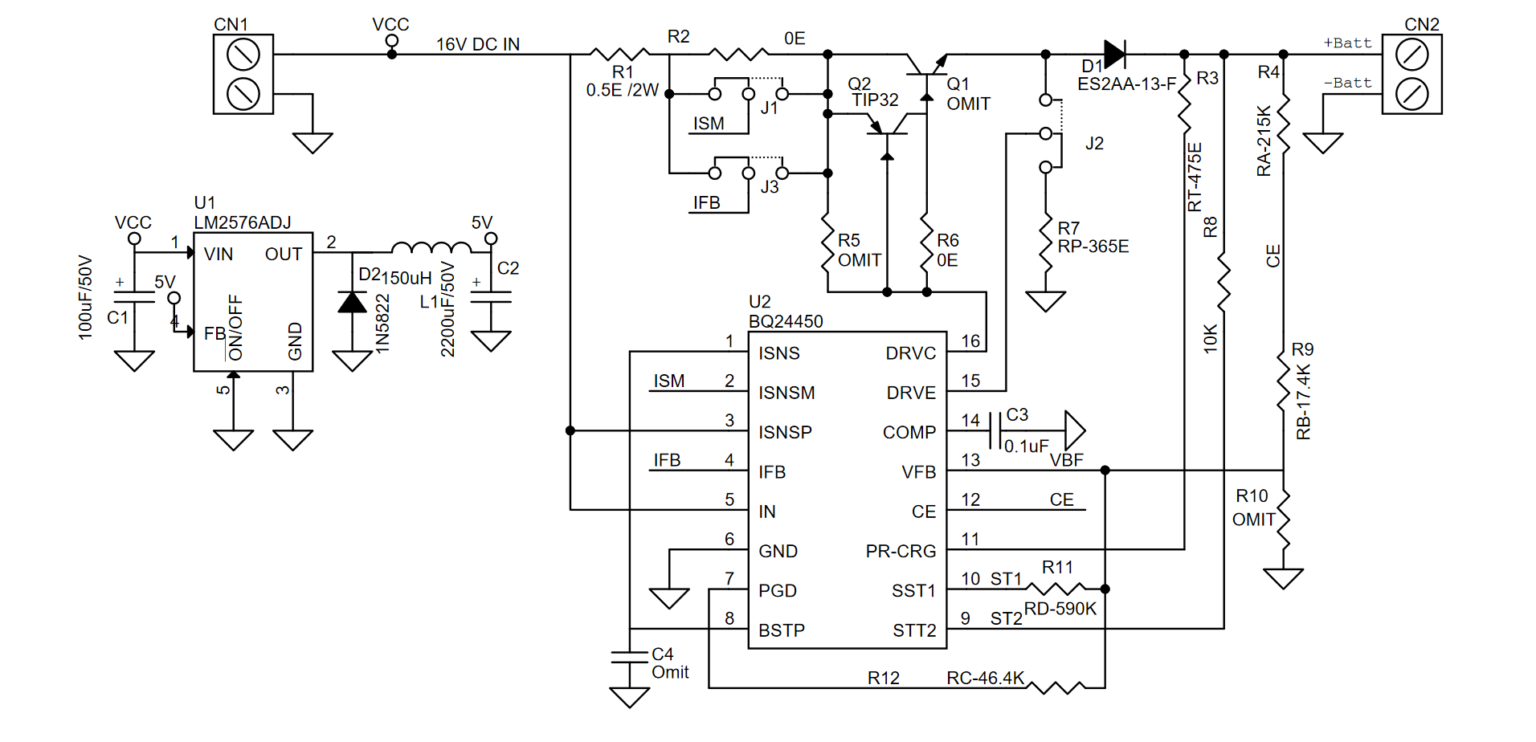 CN1
VCC
16V DC IN
R1
0.5E /2W
R2
0E
ISM
J1
IFB
J3
Q2
TIP32
Q1
OMIT
D1
ES2AA-13-F
J2
R3
RT-475E
R8
10K
R4
RA-215K
CE
+Batt
-Batt
CN2
R5
OMIT
R6
0E
R7
RP-365E
VCC
100uF/50V
+
C1
5V
U1
LM2576ADJ
1
VIN
OUT
2
4
FB
ON/OFF
GND
5
3
D2
1N5822
150uH
L1
5V
2200uF/50V
+
C2
U2
BQ24450
1 ISNS
ISM 2 ISNSM
3 ISNSP
IFB 4 IFB
5 IN
6 GND
7 PGD
8 BSTP
DRVC 16
DRVE 15
COMP 14
VFB 13 VBF
CE 12 CE
PR-CRG 11
SST1 10 ST1
STT2 9 ST2
C3
0.1uF
R9
RB-17.4K
R10
OMIT
R11
RD-590K
C4
Omit
R12
RC-46.4K